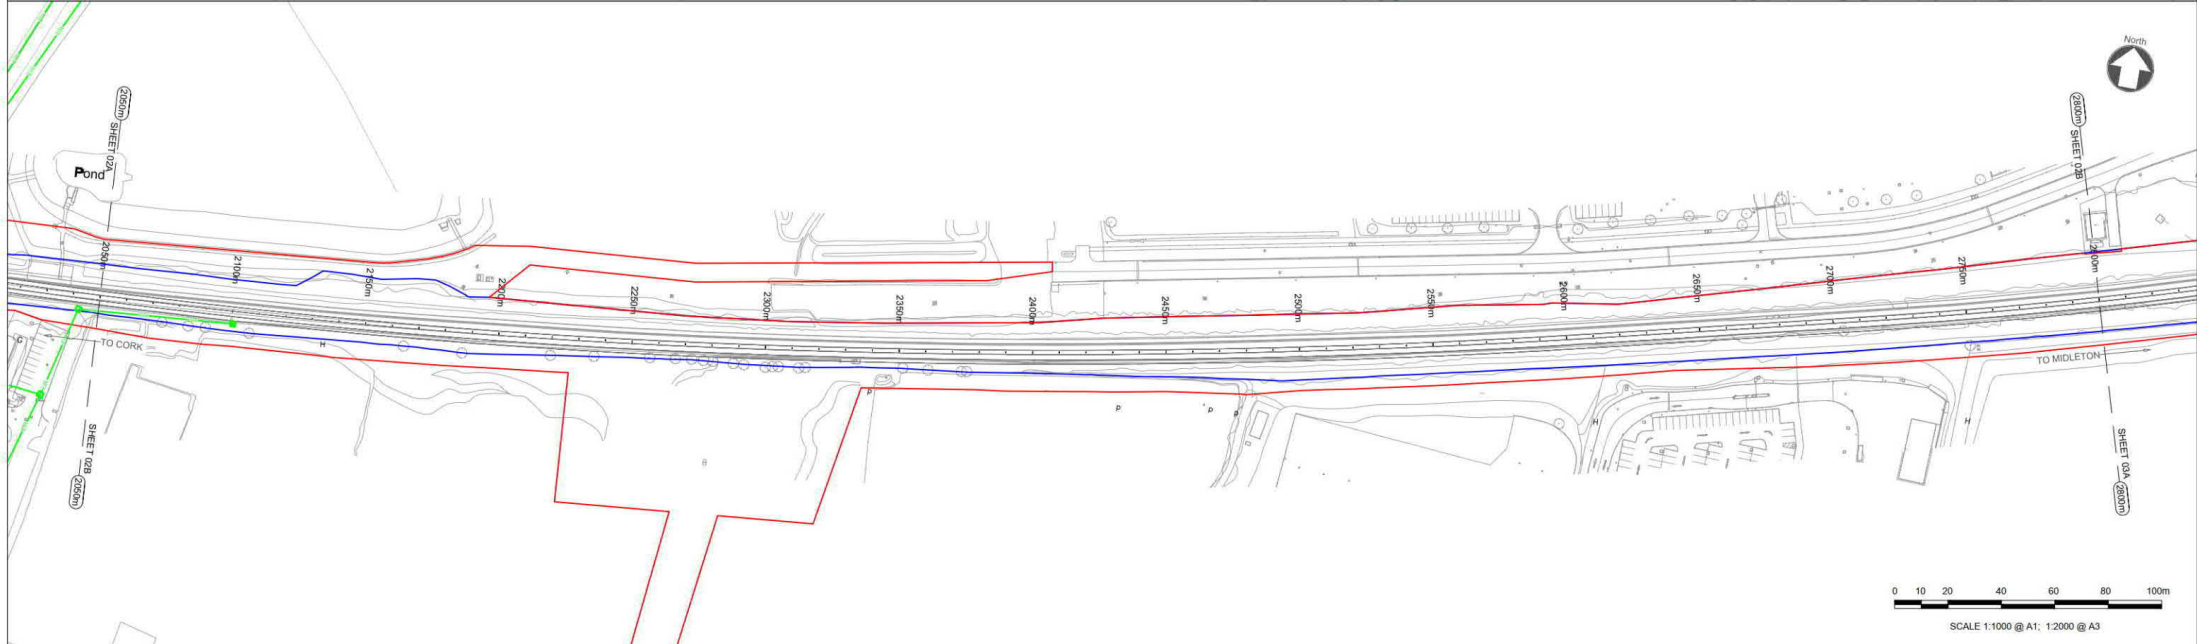 North
2050m
SHEET 02A
2800m
SHEET 02B
Pond
2050m
2100m
2150m
2200m
2250m
2300m
2350m
2400m
2450m
2500m
2550m
2600m
2650m
2700m
2750m
2800m
TO CORK
H
TO MIDLETON
P
P
P
P
H
H
SHEET 02B
2050m
SHEET 03A
2800m
0 10 20 40 60 80 100m
SCALE 1:1000 @ A1; 1:2000 @ A3